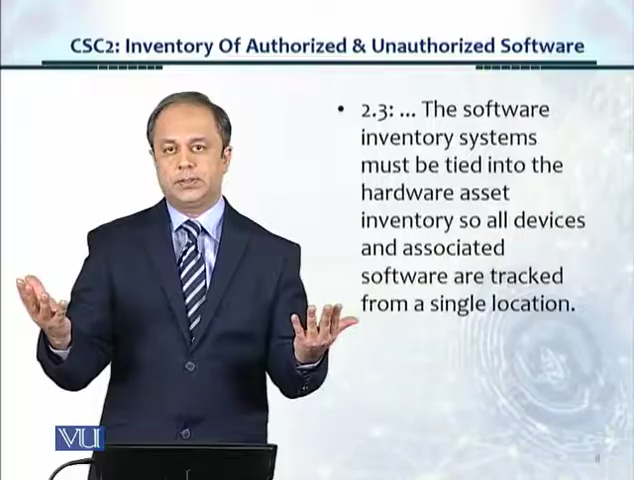 CSC2: Inventory Of Authorized & Unauthorized Software
• 2.3: ... The software
inventory systems
must be tied into the
hardware asset
inventory so all devices
and associated
software are tracked
from a single location.
VU